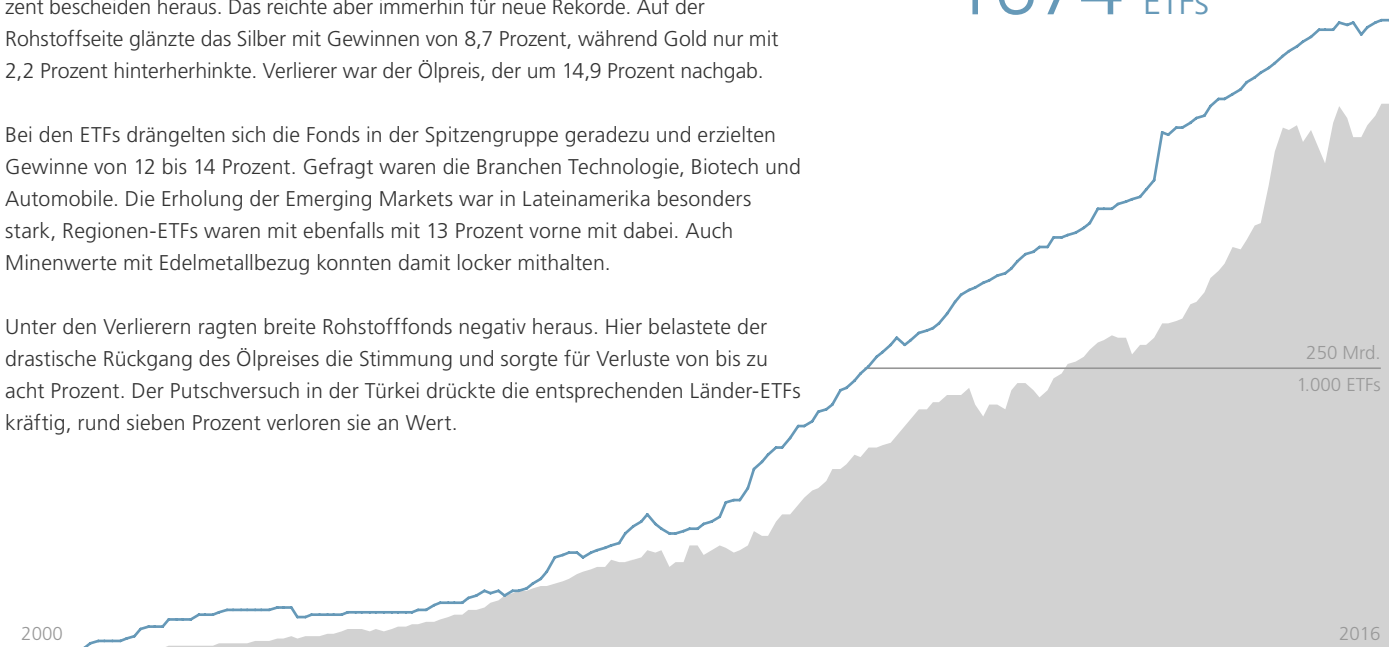 zent bescheiden heraus. Das reichte aber immerhin für neue Rekorde. Auf der
Rohstoffseite glänzte das Silber mit Gewinnen von 8,7 Prozent, während Gold nur mit
2,2 Prozent hinterherhinkte. Verlierer war der Ölpreis, der um 14,9 Prozent nachgab.
Bei den ETFs drängelten sich die Fonds in der Spitzengruppe geradezu und erzielten
Gewinne von 12 bis 14 Prozent. Gefragt waren die Branchen Technologie, Biotech und
Automobile. Die Erholung der Emerging Markets war in Lateinamerika besonders
stark, Regionen-ETFs waren mit ebenfalls mit 13 Prozent vorne mit dabei. Auch
Minenwerte mit Edelmetallbezug konnten damit locker mithalten.
Unter den Verlierern ragten breite Rohstofffonds negativ heraus. Hier belastete der
drastische Rückgang des Ölpreises die Stimmung und sorgte für Verluste von bis zu
acht Prozent. Der Putschversuch in der Türkei drückte die entsprechenden Länder-ETFs
kräftig, rund sieben Prozent verloren sie an Wert.
ETFs
250 Mrd.
1.000 ETFs
2000
2016